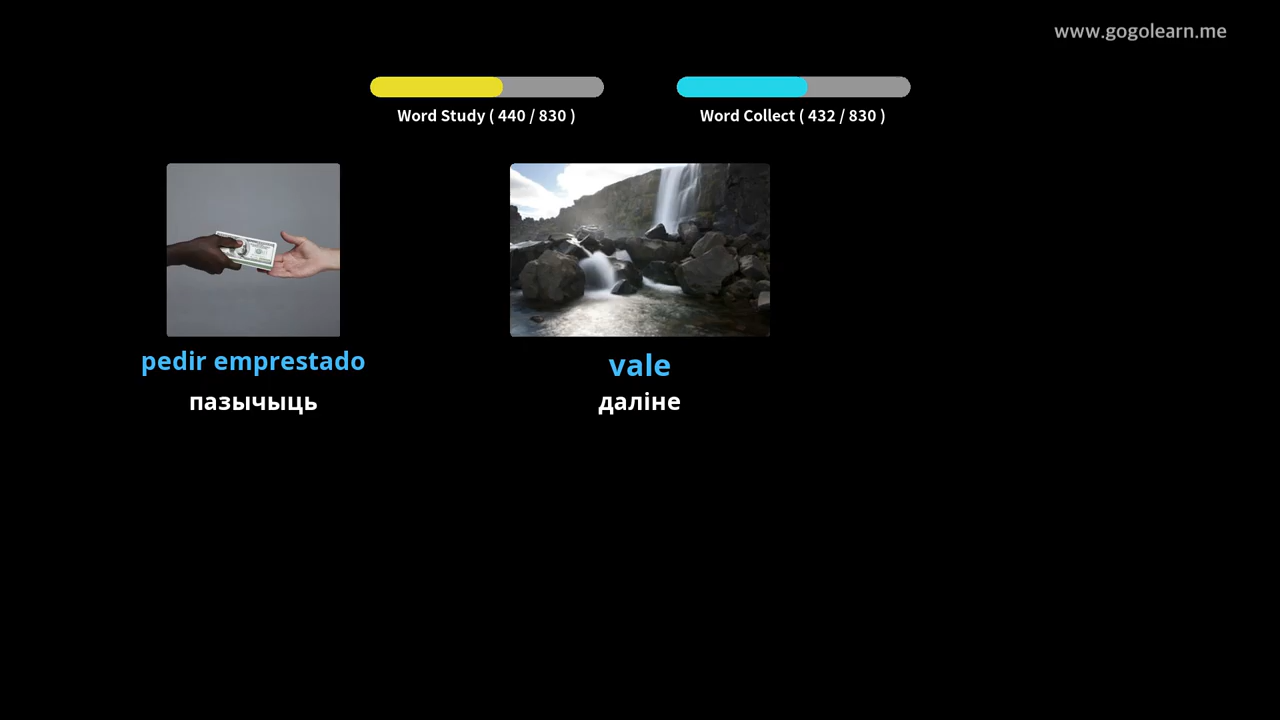 www.gogolearn.me
Word Study ( 440 / 830 )
Word Collect ( 432 / 830 )
pedir emprestado
пазычыць
vale
даліне